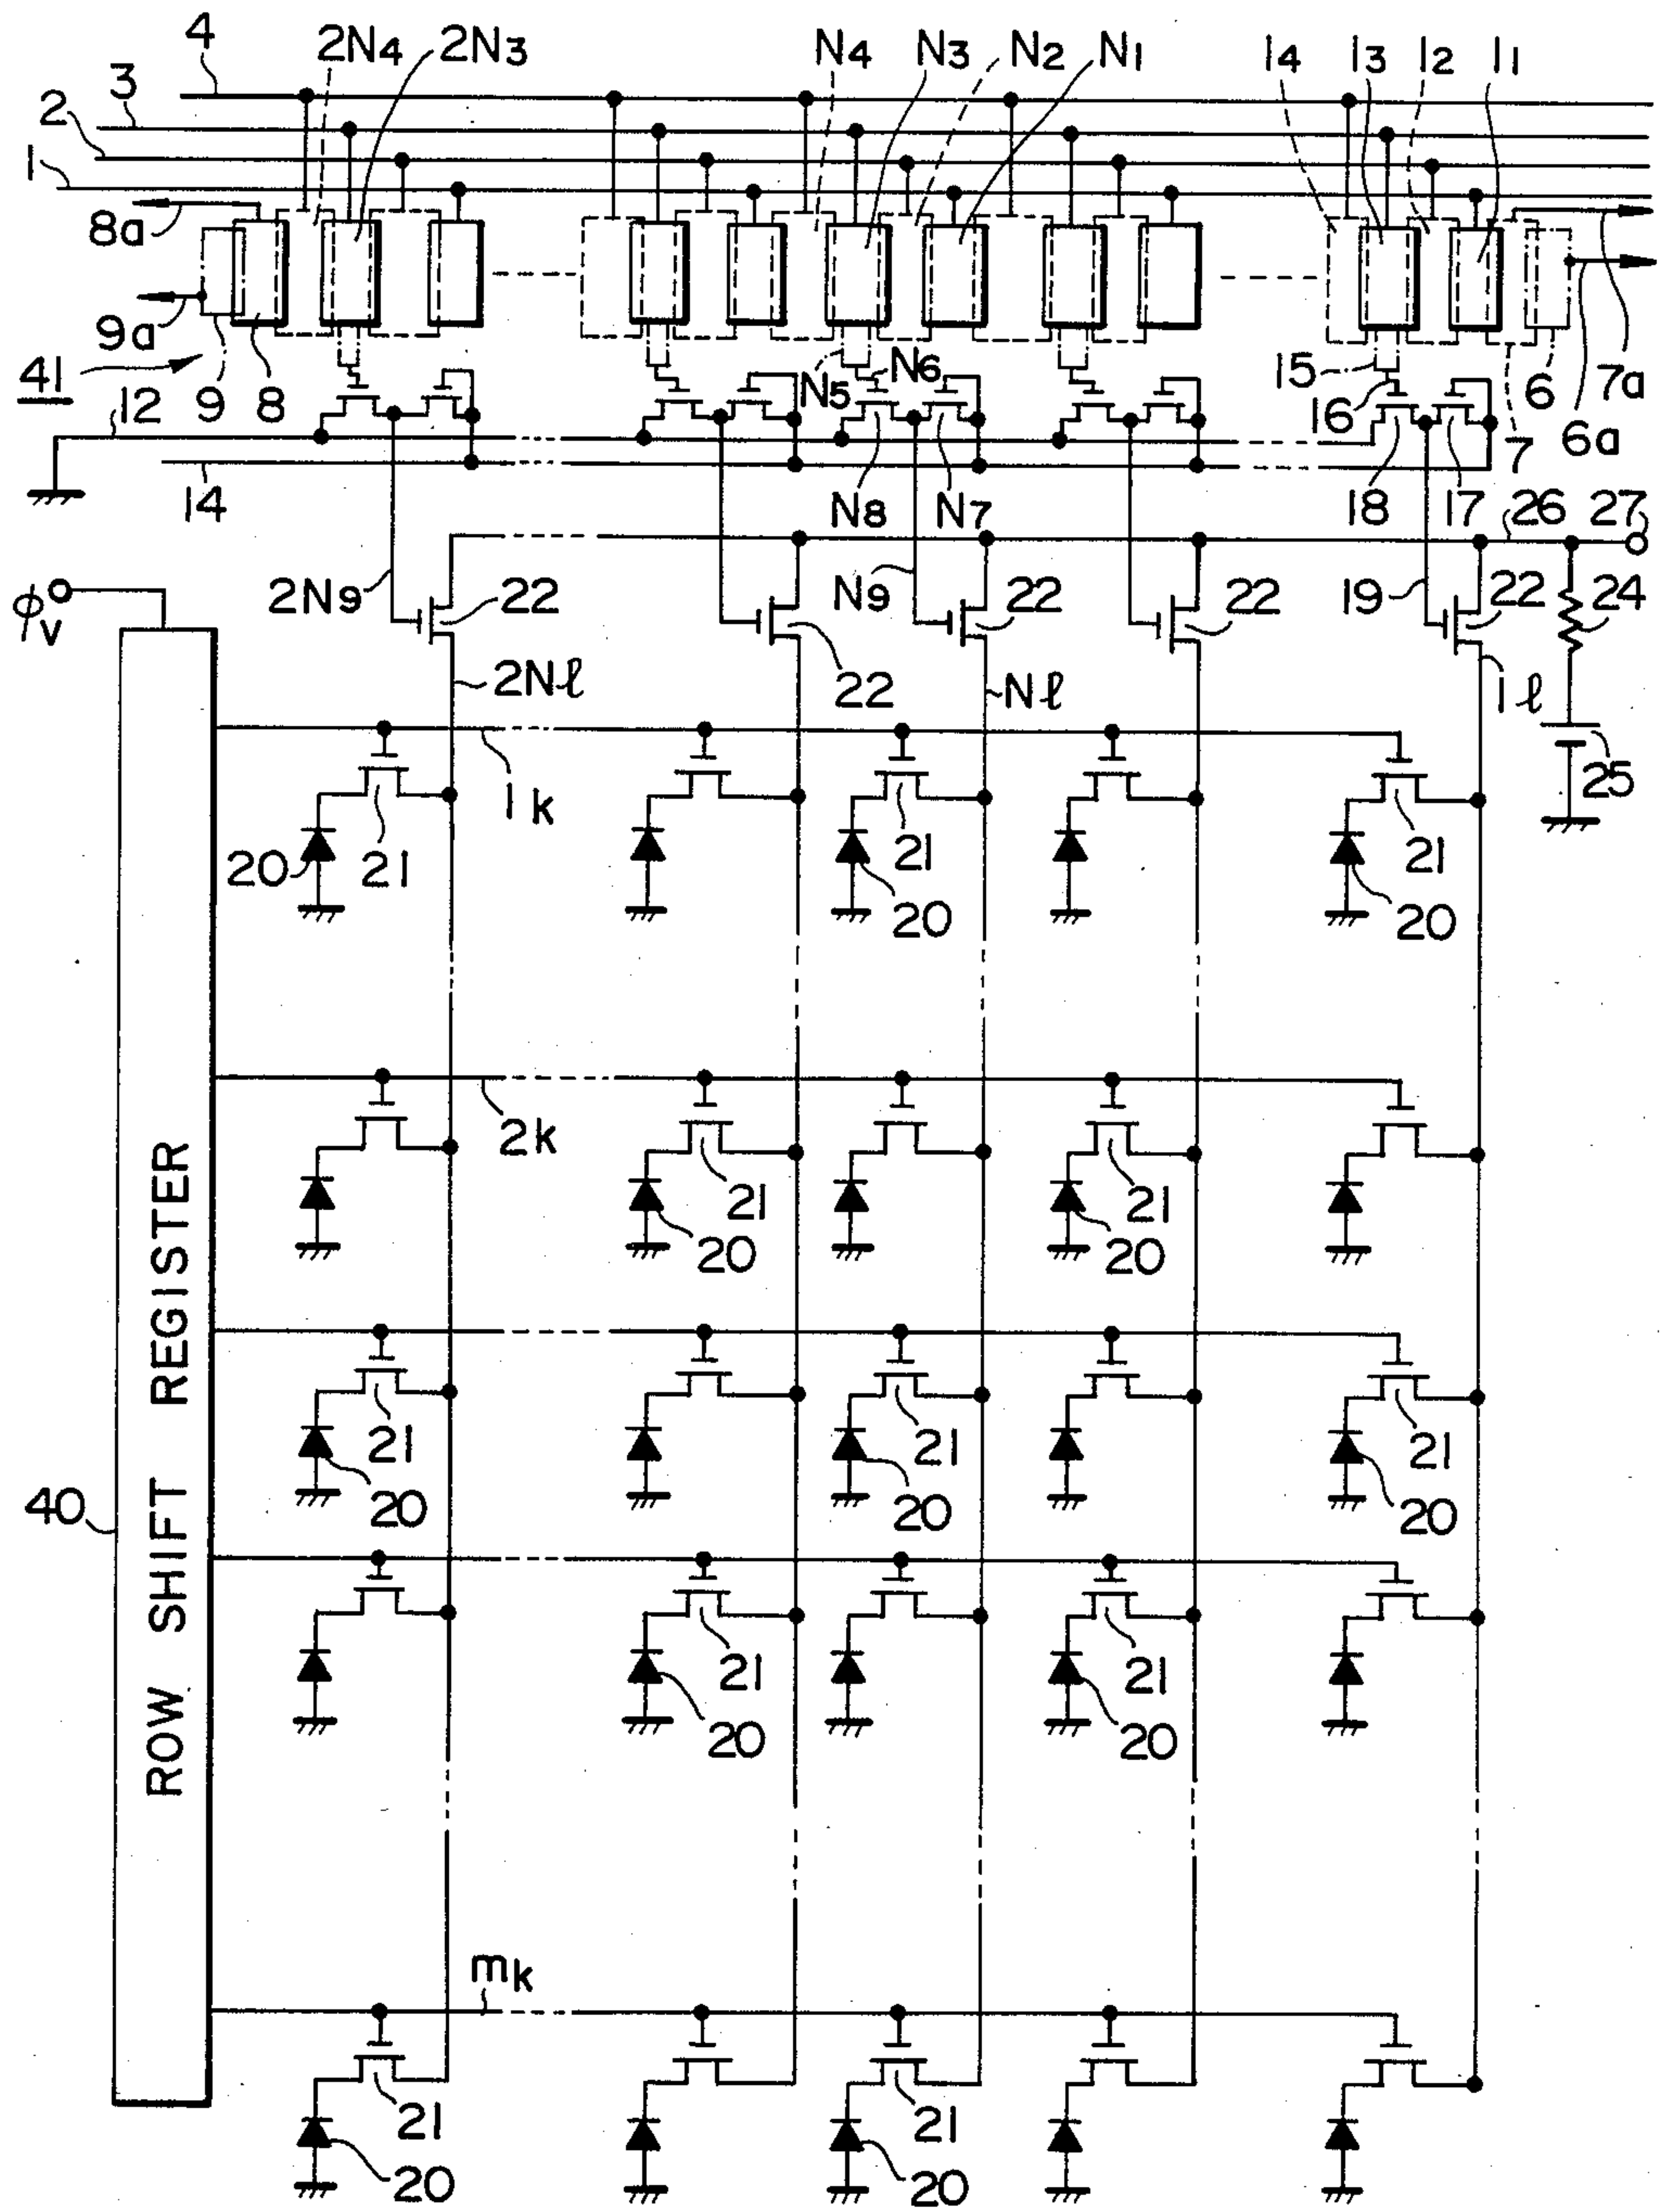 4 2N4 2N3 N4 N3 N2 N1 14 13 12 11
3
2
1
8a
9a 15 N5 N6 16 6 7a
41 9 8 7 6a
12
14 N8 N7 18 17 26 27
ϕV 2N9 22 N9 22 22 19 22 24
2Nℓ 22 Nℓ 1ℓ
1k 25
20 21 21 21
20 20
2k
21 21
20 20
21 21 21
40 20 20 20
21 21
20 20
ROW SHIFT REGISTER
mk
21 21
20 20